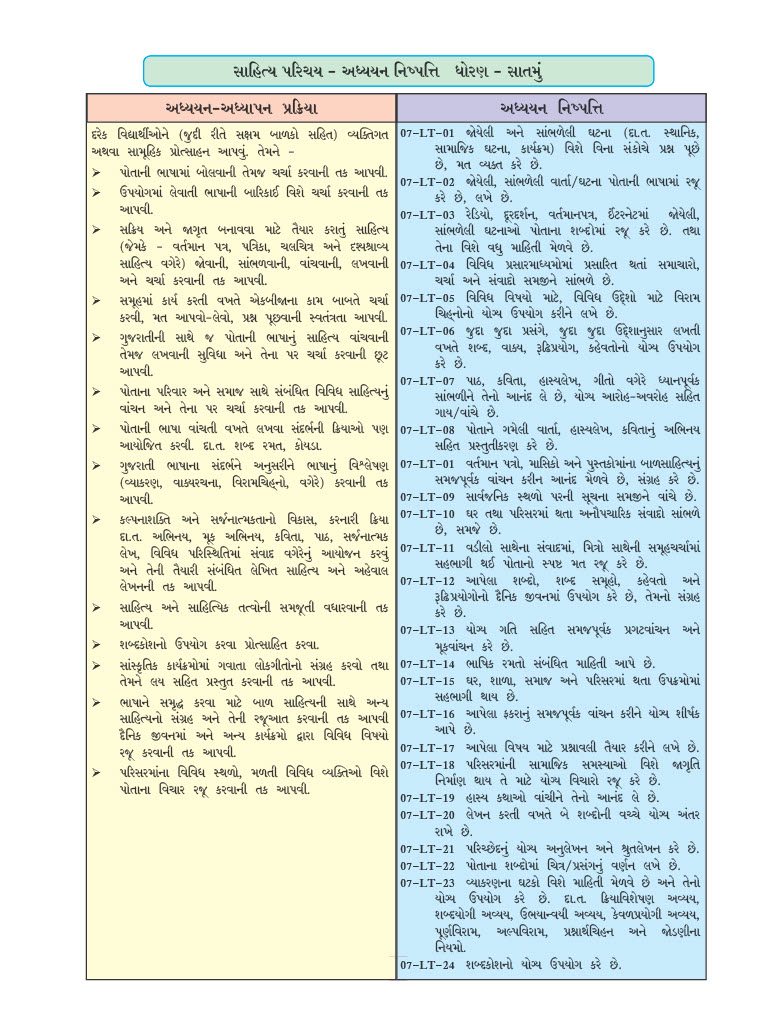 સાહિત્ય પરિચય - અધ્યયન નિષ્પત્તિ ધોરણ - સાતમું
અધ્યયન-અધ્યાપન પ્રક્રિયા
દરેક વિદ્યાર્થીઓને (જુદી રીતે સક્ષમ બાળકો સહિત) વ્યક્તિગત
અથવા સામૂહિક પ્રોત્સાહન આપવું. તેમને -
➢ પોતાની ભાષામાં બોલવાની તેમજ ચર્ચા કરવાની તક આપવી.
➢ ઉપયોગમાં લેવાતી ભાષાની બારિકાઈ વિશે ચર્ચા કરવાની તક
આપવી.
➢ સક્રિય અને જાગૃત બનાવવા માટે તૈયાર કરાતું સાહિત્ય
(જેમકે - વર્તમાન પત્ર, પત્રિકા, ચલચિત્ર અને દૃશ્યશ્રાવ્ય
સાહિત્ય વગેરે) જોવાની, સાંભળવાની, વાંચવાની, લખવાની
અને ચર્ચા કરવાની તક આપવી.
➢ સમૂહમાં કાર્ય કરતી વખતે એકબીજાના કામ બાબતે ચર્ચા
કરવી, મત આપવો-લેવો, પ્રશ્ન પૂછવાની સ્વતંત્રતા આપવી.
➢ ગુજરાતીની સાથે જ પોતાની ભાષાનું સાહિત્ય વાંચવાની
તેમજ લખવાની સુવિધા અને તેના પર ચર્ચા કરવાની છૂટ
આપવી.
➢ પોતાના પરિવાર અને સમાજ સાથે સંબંધિત વિવિધ સાહિત્યનું
વાંચન અને તેના પર ચર્ચા કરવાની તક આપવી.
➢ પોતાની ભાષા વાંચતી વખતે લખવા સંદર્ભની ક્રિયાઓ પણ
આયોજિત કરવી. દા.ત. શબ્દ રમત, કોયડા.
➢ ગુજરાતી ભાષાના સંદર્ભને અનુસરીને ભાષાનું વિશ્લેષણ
(વ્યાકરણ, વાક્યરચના, વિરામચિહ્નો, વગેરે) કરવાની તક
આપવી.
➢ કલ્પનાશક્તિ અને સર્જનાત્મકતાનો વિકાસ, કરનારી ક્રિયા
દા.ત. અભિનય, મૂક અભિનય, કવિતા, પાઠ, સર્જનાત્મક
લેખ, વિવિધ પરિસ્થિતિમાં સંવાદ વગેરેનું આયોજન કરવું
અને તેની તૈયારી સંબંધિત લેખિત સાહિત્ય અને અહેવાલ
લેખનની તક આપવી.
➢ સાહિત્ય અને સાહિત્યિક તત્વોની સમજૂતી વધારવાની તક
આપવી.
➢ શબ્દકોશનો ઉપયોગ કરવા પ્રોત્સાહિત કરવા.
➢ સાંસ્કૃતિક કાર્યક્રમોમાં ગવાતા લોકગીતોનો સંગ્રહ કરવો તથા
તેમને લય સહિત પ્રસ્તુત કરવાની તક આપવી.
➢ ભાષાને સમૃદ્ધ કરવા માટે બાળ સાહિત્યની સાથે અન્ય
સાહિત્યનો સંગ્રહ અને તેની રજૂઆત કરવાની તક આપવી
દૈનિક જીવનમાં અને અન્ય કાર્યક્રમો દ્વારા વિવિધ વિષયો
રજૂ કરવાની તક આપવી.
➢ પરિસરમાંના વિવિધ સ્થળો, મળતી વિવિધ વ્યક્તિઓ વિશે
પોતાના વિચાર રજૂ કરવાની તક આપવી.
અધ્યયન નિષ્પત્તિ
07-LT-01 જોયેલી અને સાંભળેલી ઘટના (દા.ત. સ્થાનિક,
સામાજિક ઘટના, કાર્યક્રમ) વિશે વિના સંકોચે પ્રશ્ન પૂછે
છે, મત વ્યક્ત કરે છે.
07-LT-02 જોયેલી, સાંભળેલી વાર્તા/ઘટના પોતાની ભાષામાં રજૂ
કરે છે, લખે છે.
07-LT-03 રેડિયો, દૂરદર્શન, વર્તમાનપત્ર, ઈંટરનેટમાં જોયેલી,
સાંભળેલી ઘટનાઓ પોતાના શબ્દોમાં રજૂ કરે છે. તથા
તેના વિશે વધુ માહિતી મેળવે છે.
07-LT-04 વિવિધ પ્રસારમાધ્યમોમાં પ્રસારિત થતાં સમાચારો,
ચર્ચા અને સંવાદો સમજીને સાંભળે છે.
07-LT-05 વિવિધ વિષયો માટે, વિવિધ ઉદ્દેશો માટે વિરામ
ચિહ્નોનો યોગ્ય ઉપયોગ કરીને લખે છે.
07-LT-06 જુદા જુદા પ્રસંગે, જુદા જુદા ઉદ્દેશાનુસાર લખતી
વખતે શબ્દ, વાક્ય, રૂઢિપ્રયોગ, કહેવતોનો યોગ્ય ઉપયોગ
કરે છે.
07-LT-07 પાઠ, કવિતા, હાસ્યલેખ, ગીતો વગેરે ધ્યાનપૂર્વક
સાંભળીને તેનો આનંદ લે છે, યોગ્ય આરોહ-અવરોહ સહિત
ગાય/વાંચે છે.
07-LT-08 પોતાને ગમેલી વાર્તા, હાસ્યલેખ, કવિતાનું અભિનય
સહિત પ્રસ્તુતીકરણ કરે છે.
07-LT-01 વર્તમાન પત્રો, માસિકો અને પુસ્તકોમાંના બાળસાહિત્યનું
સમજપૂર્વક વાંચન કરીન આનંદ મેળવે છે, સંગ્રહ કરે છે.
07-LT-09 સાર્વજનિક સ્થળો પરની સૂચના સમજીને વાંચે છે.
07-LT-10 ઘર તથા પરિસરમાં થતા અનૌપચારિક સંવાદો સાંભળે
છે, સમજે છે.
07-LT-11 વડીલો સાથેના સંવાદમાં, મિત્રો સાથેની સમૂહચર્ચામાં
સહભાગી થઈ પોતાનો સ્પષ્ટ મત રજૂ કરે છે.
07-LT-12 આપેલા શબ્દો, શબ્દ સમૂહો, કહેવતો અને
રૂઢિપ્રયોગોનો દૈનિક જીવનમાં ઉપયોગ કરે છે, તેમનો સંગ્રહ
કરે છે.
07-LT-13 યોગ્ય ગતિ સહિત સમજપૂર્વક પ્રગટવાંચન અને
મૂકવાંચન કરે છે.
07-LT-14 ભાષિક રમતો સંબંધિત માહિતી આપે છે.
07-LT-15 ઘર, શાળા, સમાજ અને પરિસરમાં થતા ઉપક્રમોમાં
સહભાગી થાય છે.
07-LT-16 આપેલા ફકરાનું સમજપૂર્વક વાંચન કરીને યોગ્ય શીર્ષક
આપે છે.
07-LT-17 આપેલા વિષય માટે પ્રશ્નાવલી તૈયાર કરીને લખે છે.
07-LT-18 પરિસરમાંની સામાજિક સમસ્યાઓ વિશે જાગૃતિ
નિર્માણ થાય તે માટે યોગ્ય વિચારો રજૂ કરે છે.
07-LT-19 હાસ્ય કથાઓ વાંચીને તેનો આનંદ લે છે.
07-LT-20 લેખન કરતી વખતે બે શબ્દોની વચ્ચે યોગ્ય અંતર
રાખે છે.
07-LT-21 પરિચ્છેદનું યોગ્ય અનુલેખન અને શ્રુતલેખન કરે છે.
07-LT-22 પોતાના શબ્દોમાં ચિત્ર/પ્રસંગનું વર્ણન લખે છે.
07-LT-23 વ્યાકરણના ઘટકો વિશે માહિતી મેળવે છે અને તેનો
યોગ્ય ઉપયોગ કરે છે. દા.ત. ક્રિયાવિશેષણ અવ્યય,
શબ્દયોગી અવ્યય, ઉભયાન્વયી અવ્યય, કેવળપ્રયોગી અવ્યય,
પૂર્ણવિરામ, અલ્પવિરામ, પ્રશ્નાર્થચિહ્ન અને જોડણીના
નિયમો.
07-LT-24 શબ્દકોશનો યોગ્ય ઉપયોગ કરે છે.